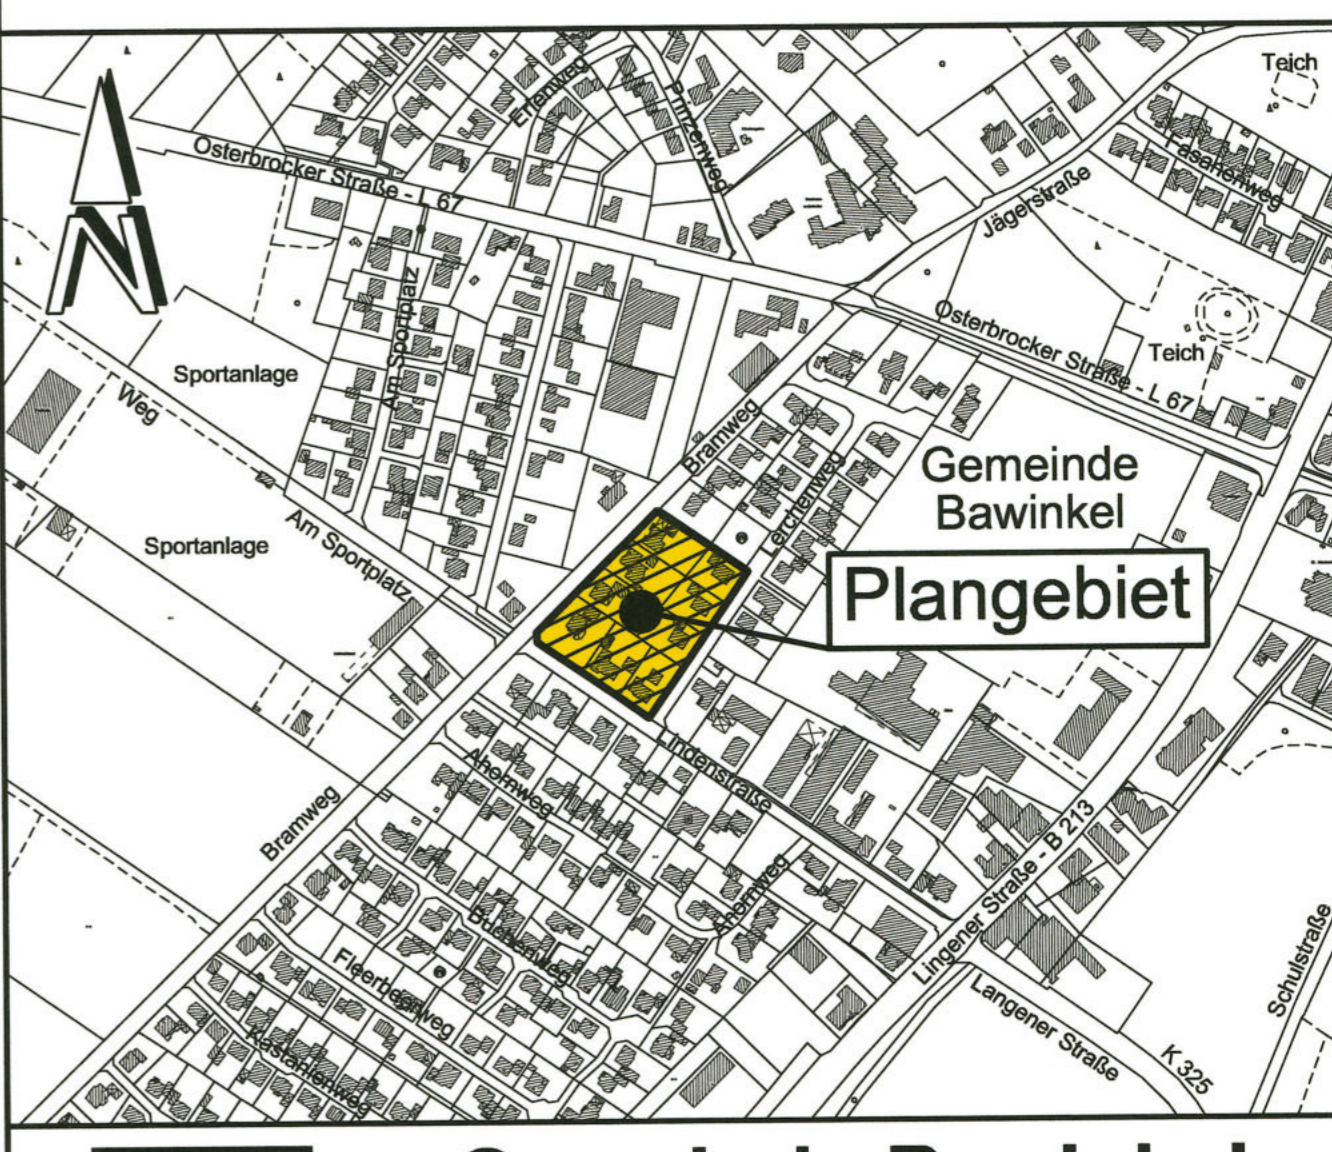 Teich
Erlenweg
Prinzenweg
Fasanenweg
Osterbrocker Straße - L 67
Jägerstraße
N
Am Sportplatz
Osterbrocker Straße - L 67
Teich
Sportanlage
Weg
Bramweg
Lerchenweg
Gemeinde
Bawinkel
Am Sportplatz
Sportanlage
Plangebiet
Lindenstraße
Ahornweg
Bramweg
Lingener Straße - B 213
Ahornweg
Buchenweg
Fleerbergweg
Schulstraße
Langener Straße
K 325
Kastanienweg